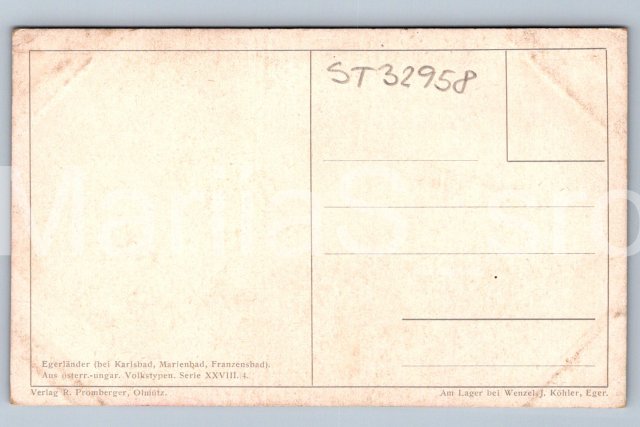 ST32958
Egerländer (bei Karlsbad, Marienbad, Franzensbad).
Aus österr.-ungar. Volkstypen. Serie XXVIII. 4.
Verlag R. Promberger, Olmütz.
Am Lager bei Wenzel J. Köhler, Eger.